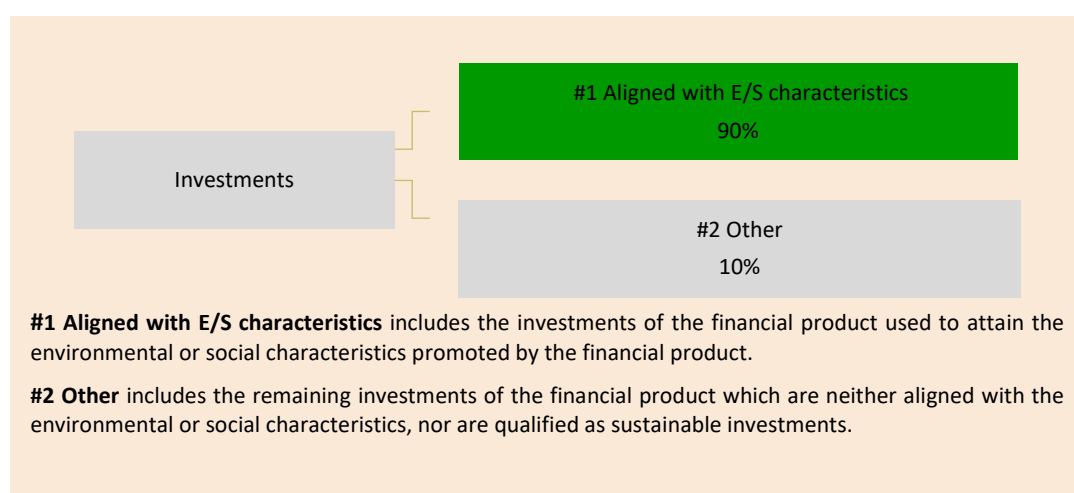 #1 Aligned with E/S characteristics
90%
Investments
#2 Other
10%
#1 Aligned with E/S characteristics includes the investments of the financial product used to attain the
environmental or social characteristics promoted by the financial product.
#2 Other includes the remaining investments of the financial product which are neither aligned with the
environmental or social characteristics, nor are qualified as sustainable investments.